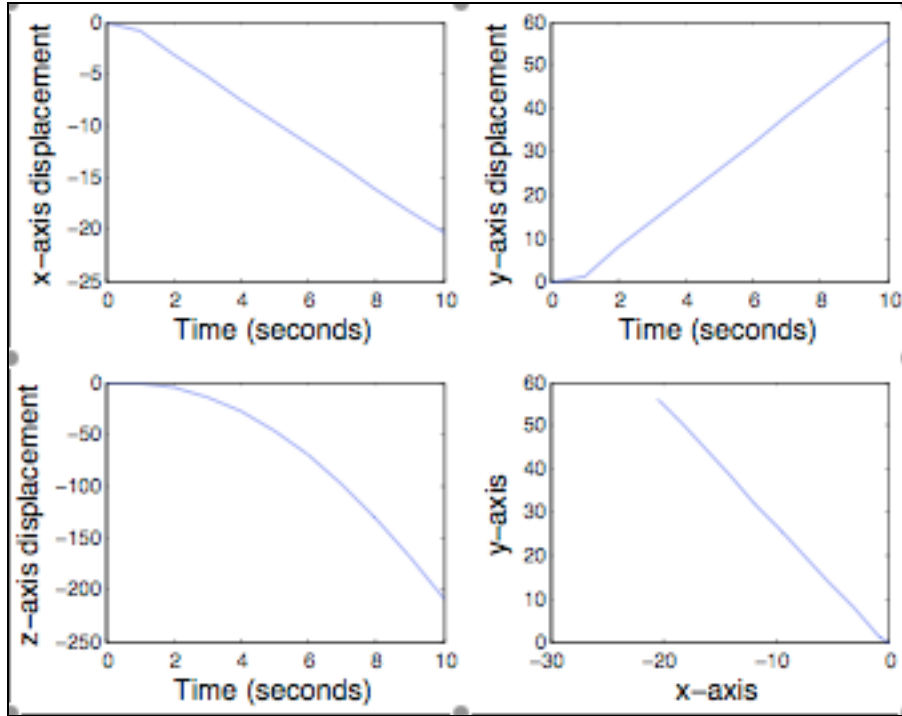 x-axis displacement
0
-5
-10
-15
-20
-25
0 2 4 6 8 10
Time (seconds)
y-axis displacement
60
50
40
30
20
10
0
0 2 4 6 8 10
Time (seconds)
z-axis displacement
0
-50
-100
-150
-200
-250
0 2 4 6 8 10
Time (seconds)
y-axis
60
50
40
30
20
10
0
-30 -20 -10 0
x-axis